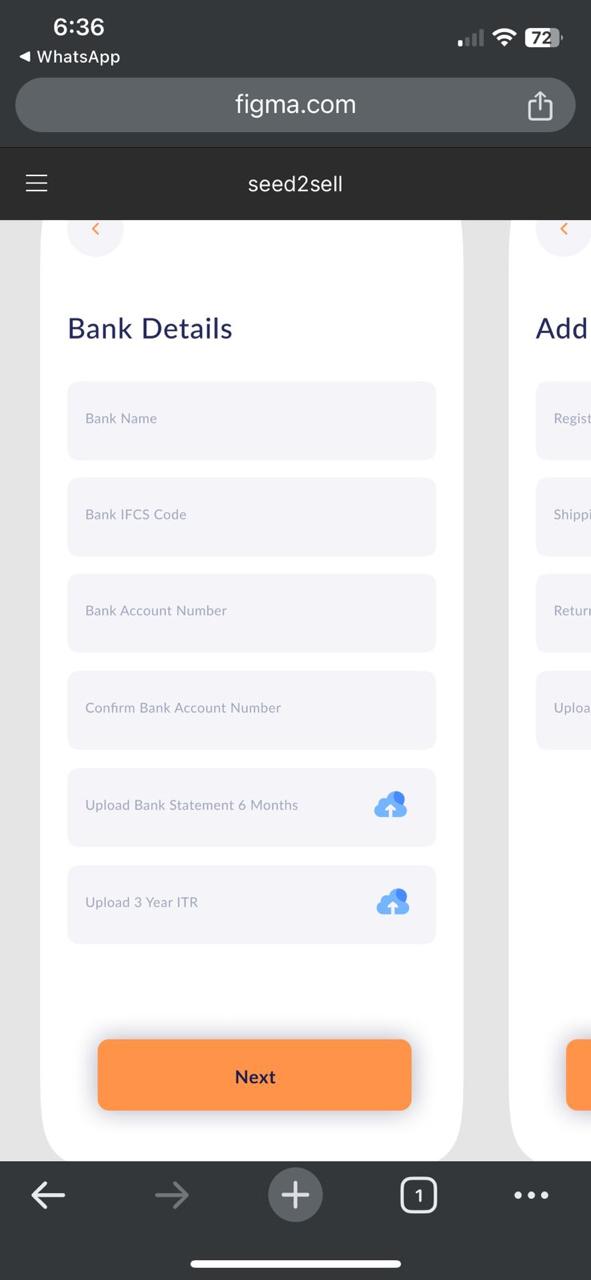 6:36
72
◀ WhatsApp
figma.com
seed2sell
Bank Details
Bank Name
Bank IFCS Code
Bank Account Number
Confirm Bank Account Number
Upload Bank Statement 6 Months
Upload 3 Year ITR
Next
Add
Regist
Shippi
Return
Uploa
1